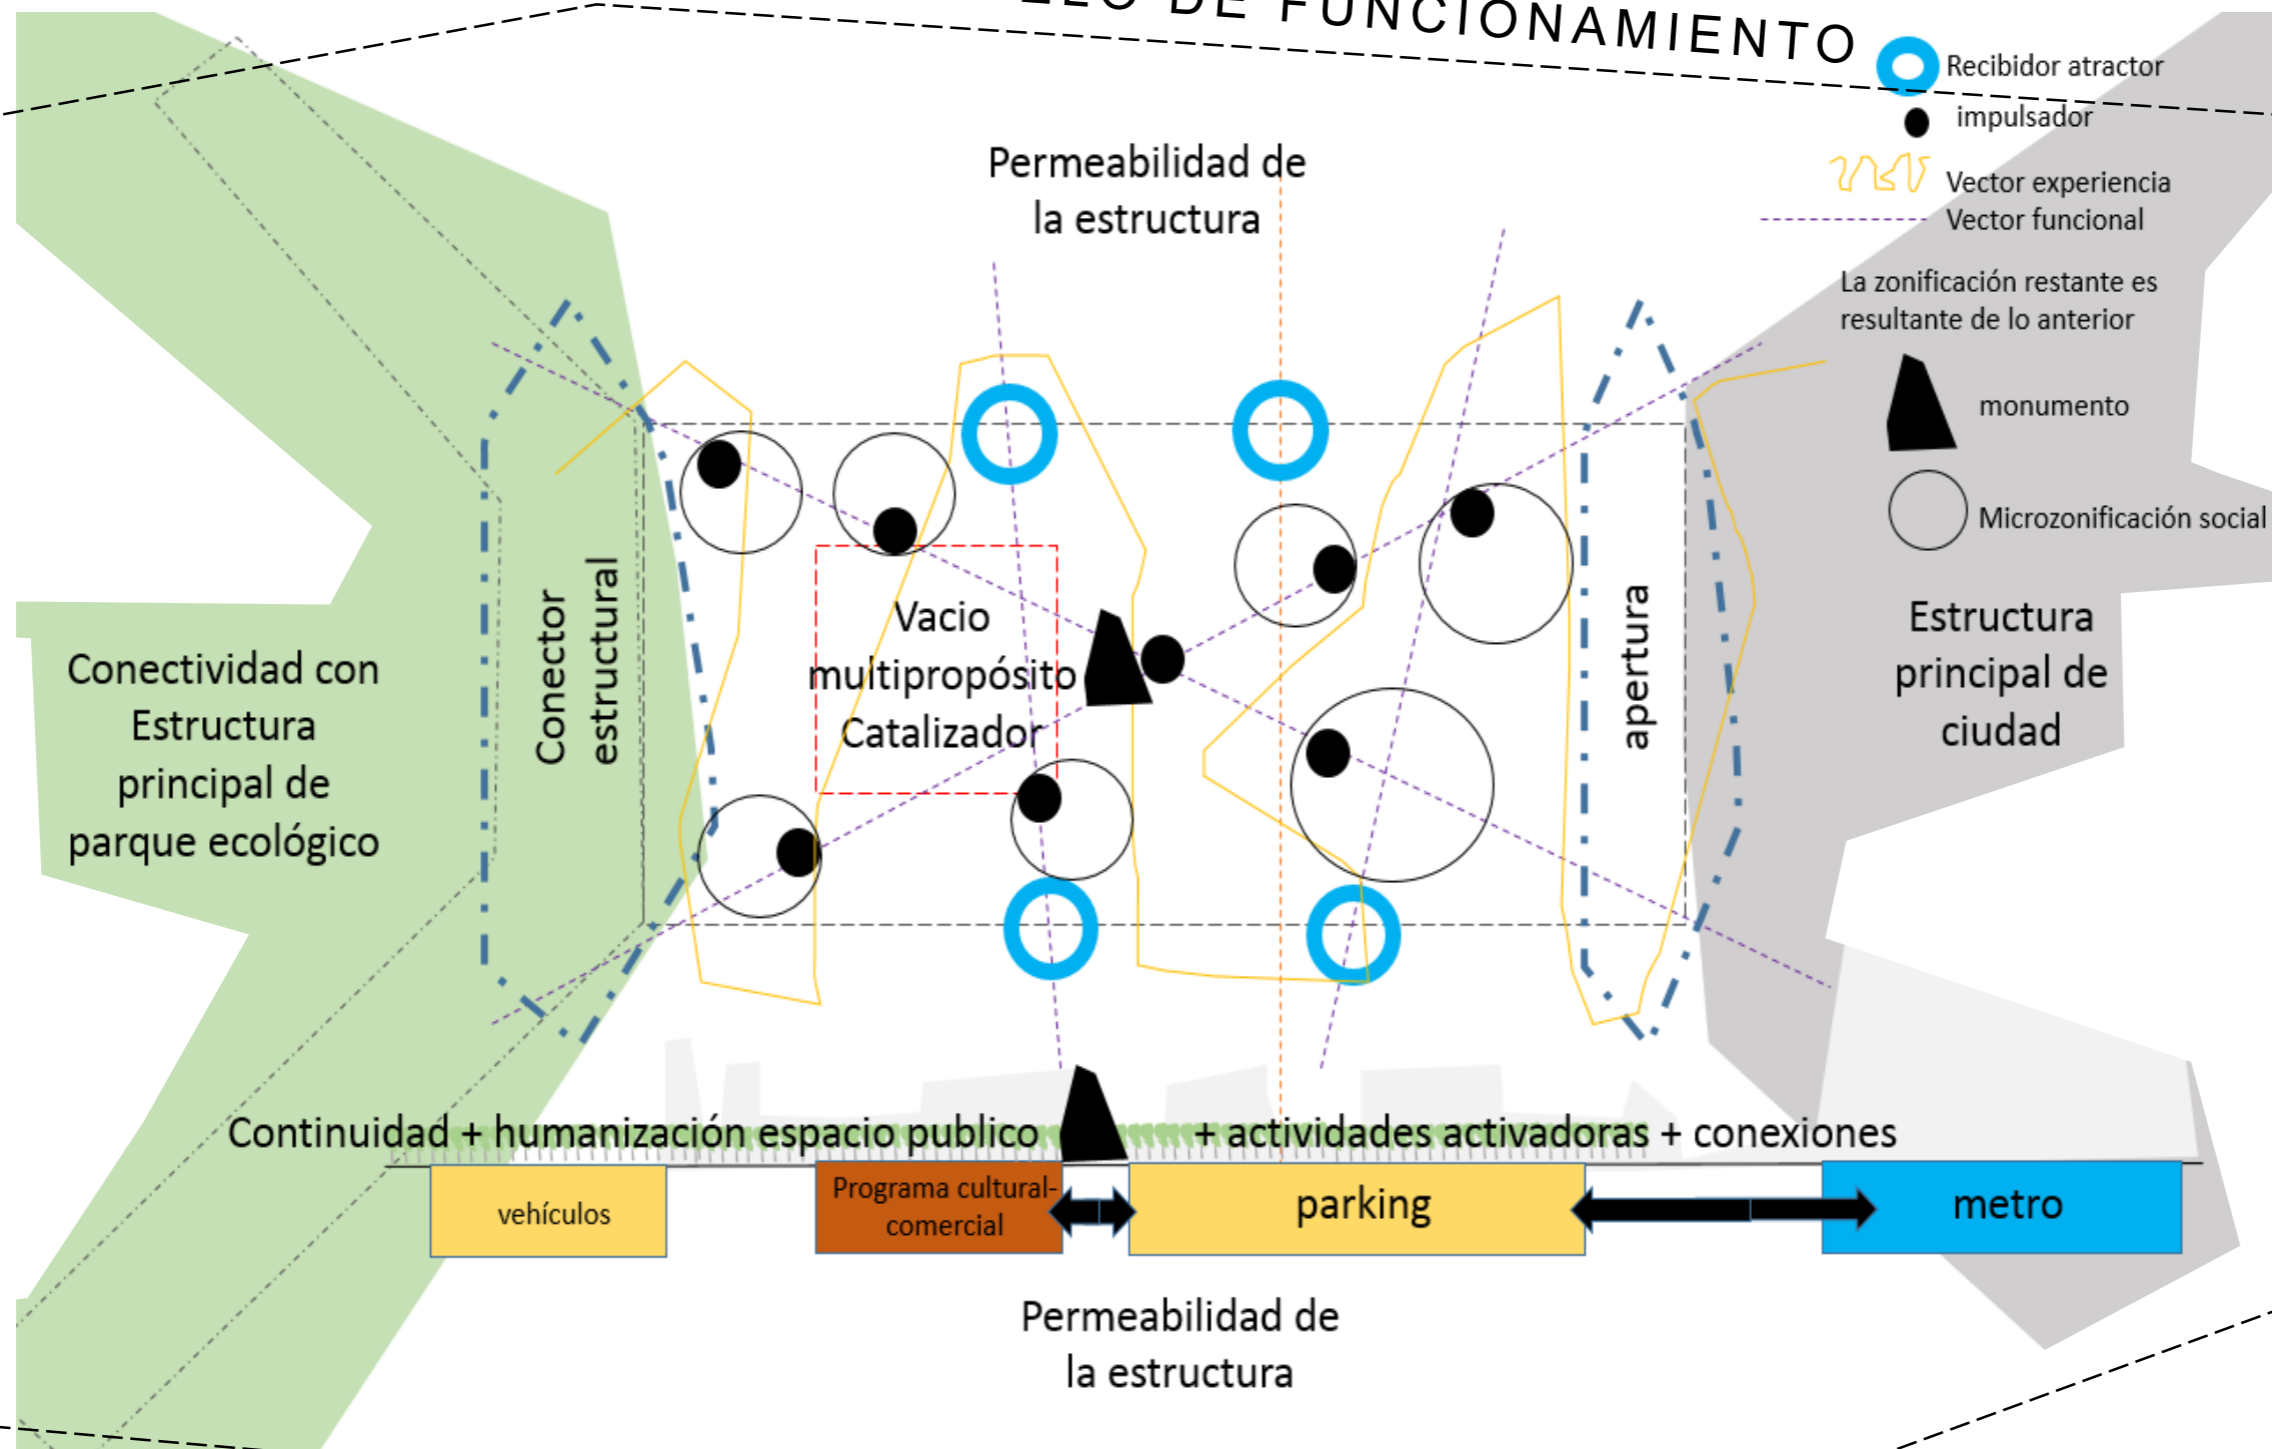 DE FUNCIONAMIENTO
Recibidor atractor
impulsador
Vector experiencia
Vector funcional
La zonificación restante es
resultante de lo anterior
monumento
Microzonificación social
Permeabilidad de
la estructura
Conectividad con
Estructura
principal de
parque ecológico
Conector
estructural
Vacio
multipropósito
Catalizador
apertura
Estructura
principal de
ciudad
Continuidad + humanización espacio publico + actividades activadoras + conexiones
vehículos
Programa cultural-
comercial
parking
metro
Permeabilidad de
la estructura